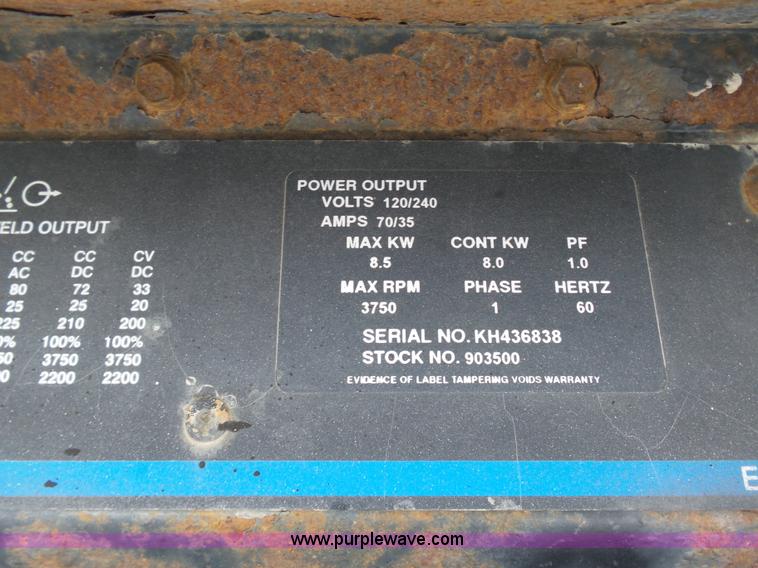 POWER OUTPUT
VOLTS 120/240
AMPS 70/35
MAX KW CONT KW PF
8.5 8.0 1.0
MAX RPM PHASE HERTZ
3750 1 60
SERIAL NO. KH436838
STOCK NO. 903500
EVIDENCE OF LABEL TAMPERING VOIDS WARRANTY
OUTPUT
CC CC CV
AC DC DC
80 72 33
25 25 20
210 200
100% 100%
3750 3750
2200 2200
www.purplewave.com